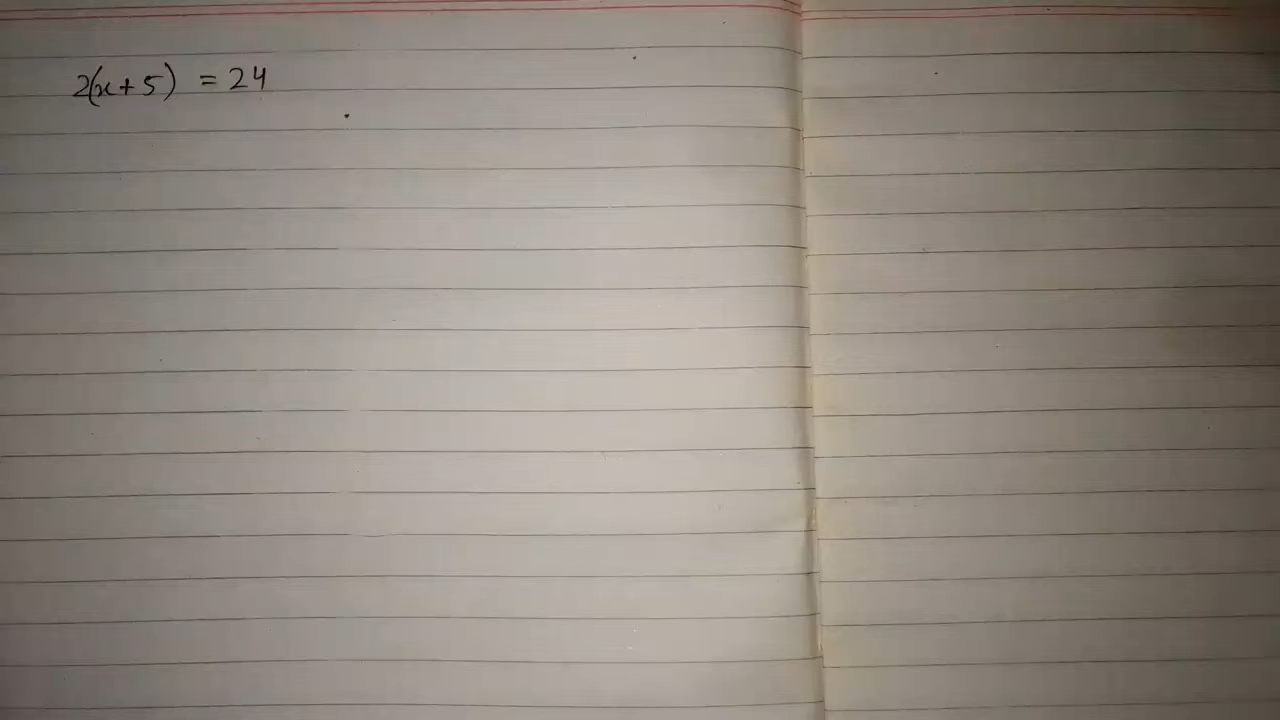 2(x+5) = 24